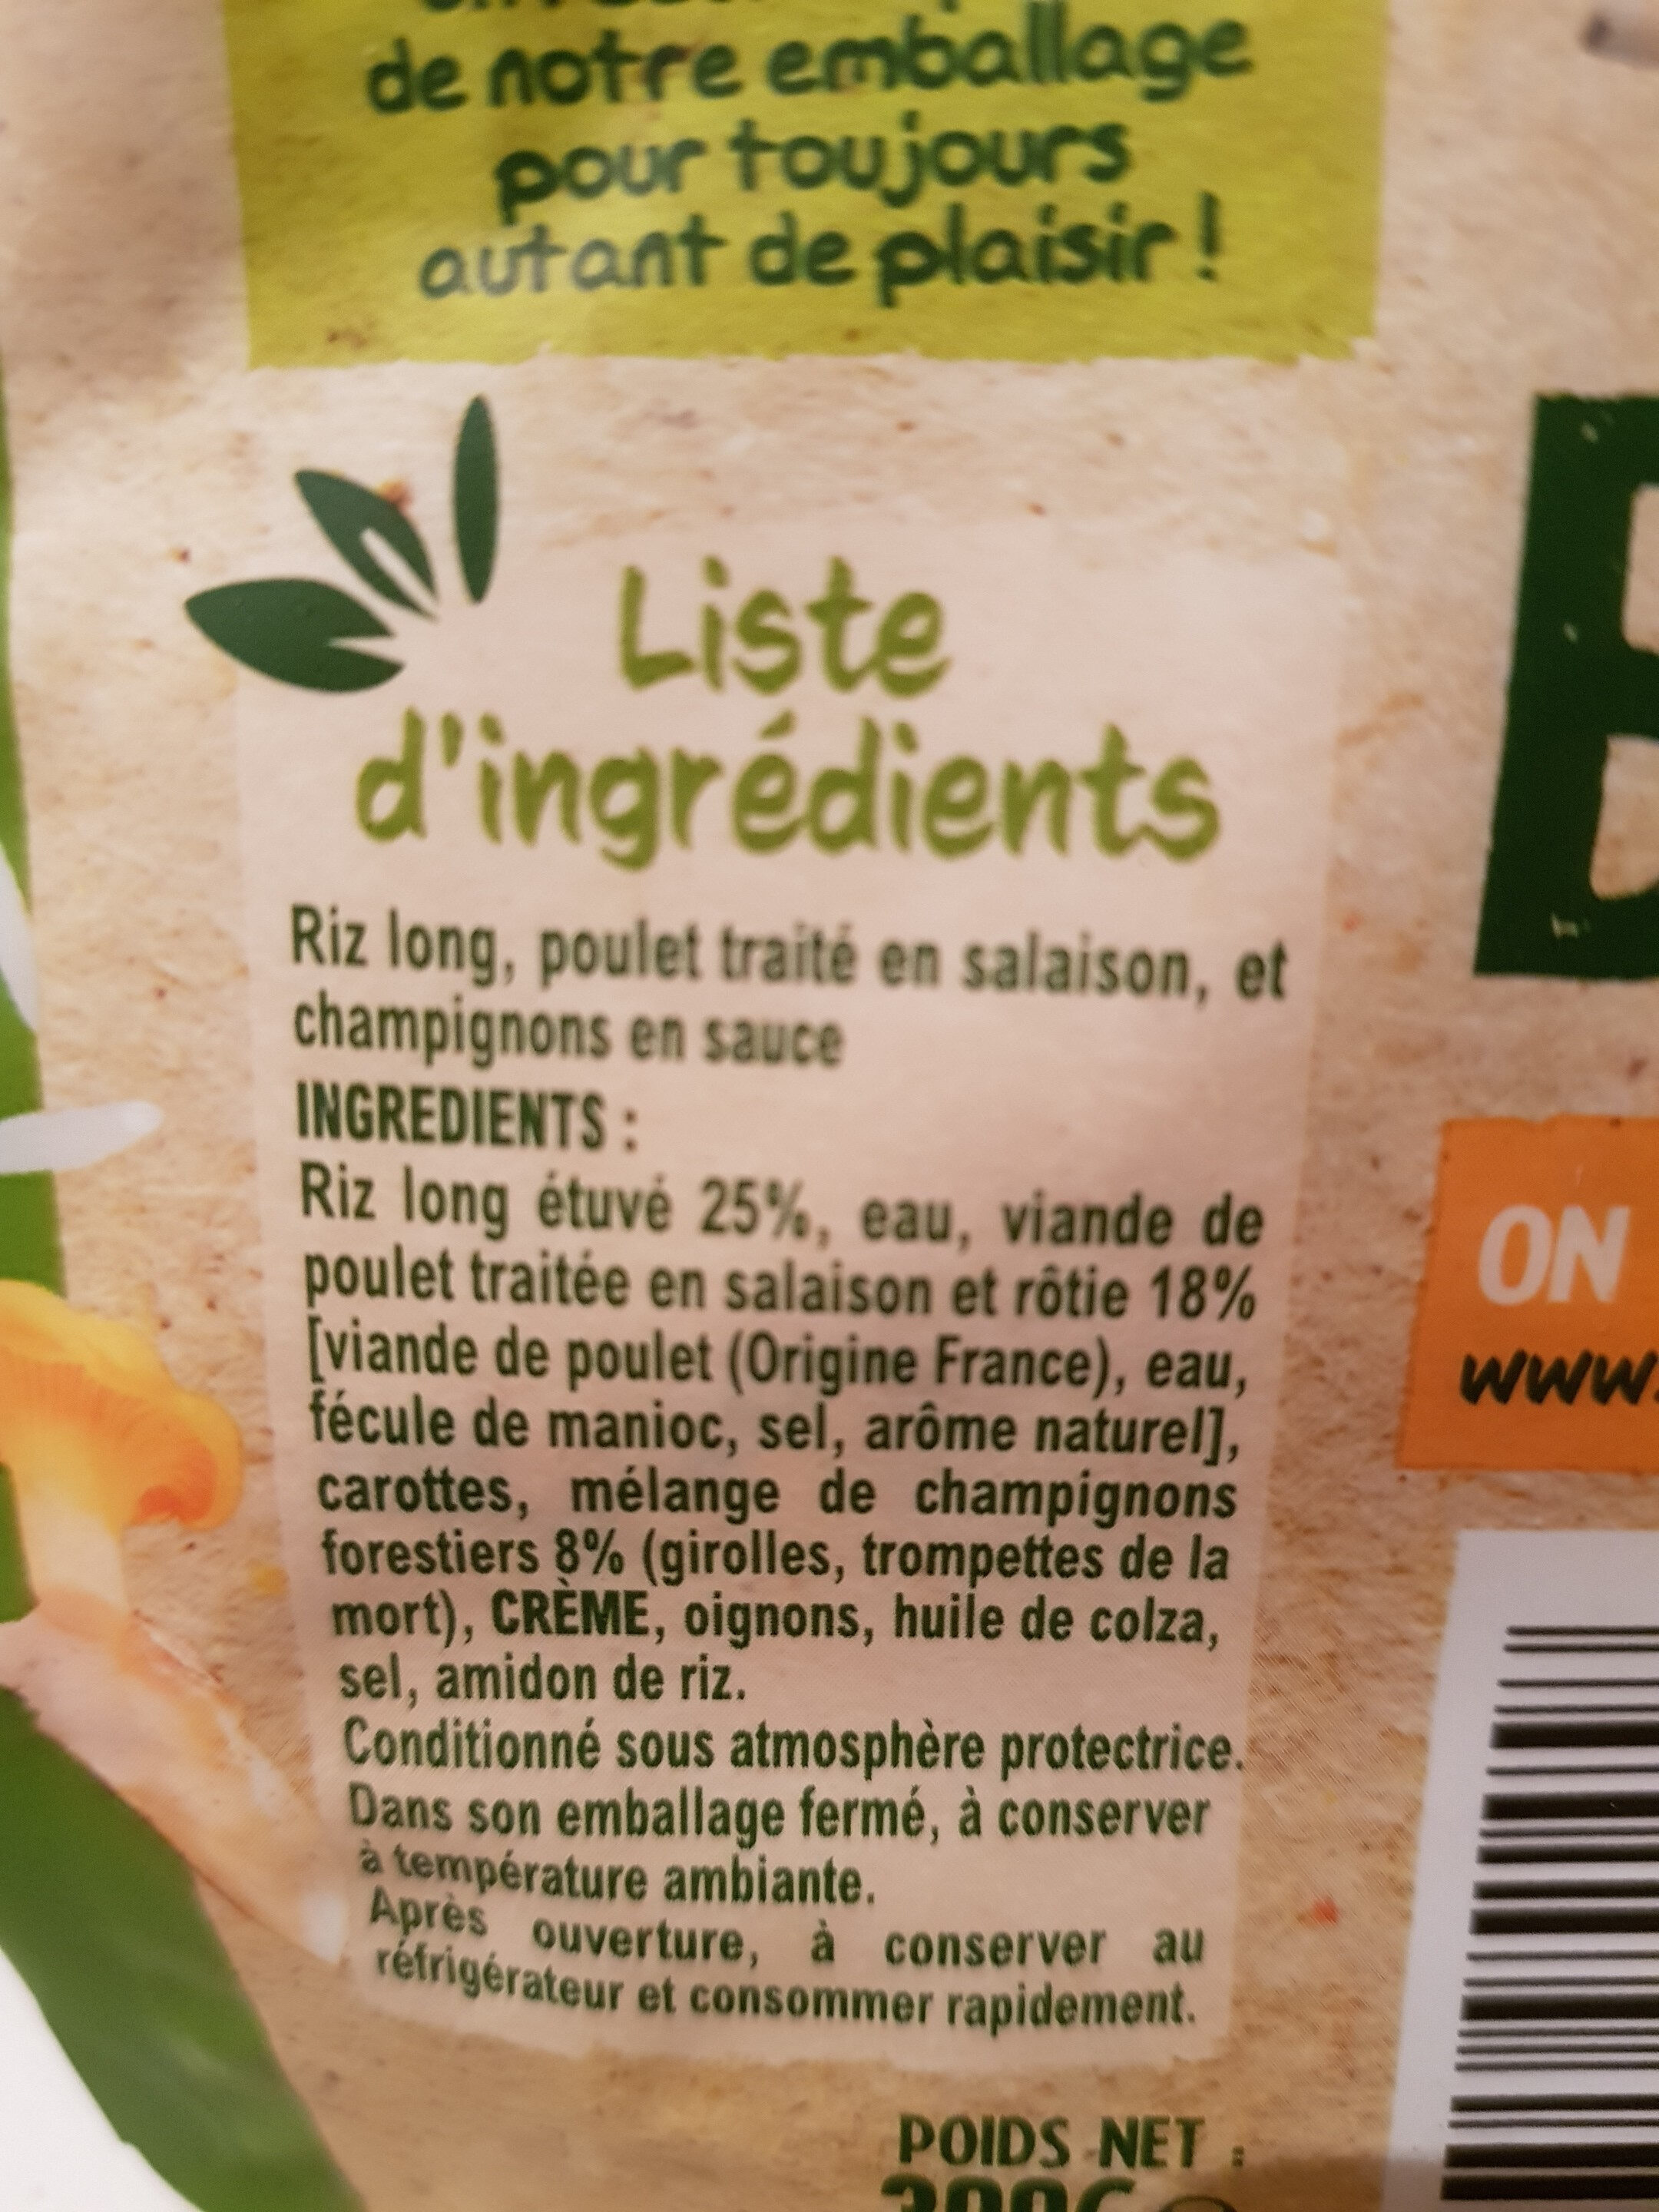 de notre emballage
pour toujours
autant de plaisir !
Liste
d'ingrédients
Riz long, poulet traité en salaison, et
champignons en sauce
INGREDIENTS :
Riz long étuvé 25%, eau, viande de
poulet traitée en salaison et rôtie 18%
[viande de poulet (Origine France), eau,
fécule de manioc, sel, arôme naturel],
carottes, mélange de champignons
forestiers 8% (girolles, trompettes de la
mort), CRÈME, oignons, huile de colza,
sel, amidon de riz.
Conditionné sous atmosphère protectrice.
Dans son emballage fermé, à conserver
à température ambiante.
Après ouverture, à conserver au
réfrigérateur et consommer rapidement.
ON
www.
POIDS NET :